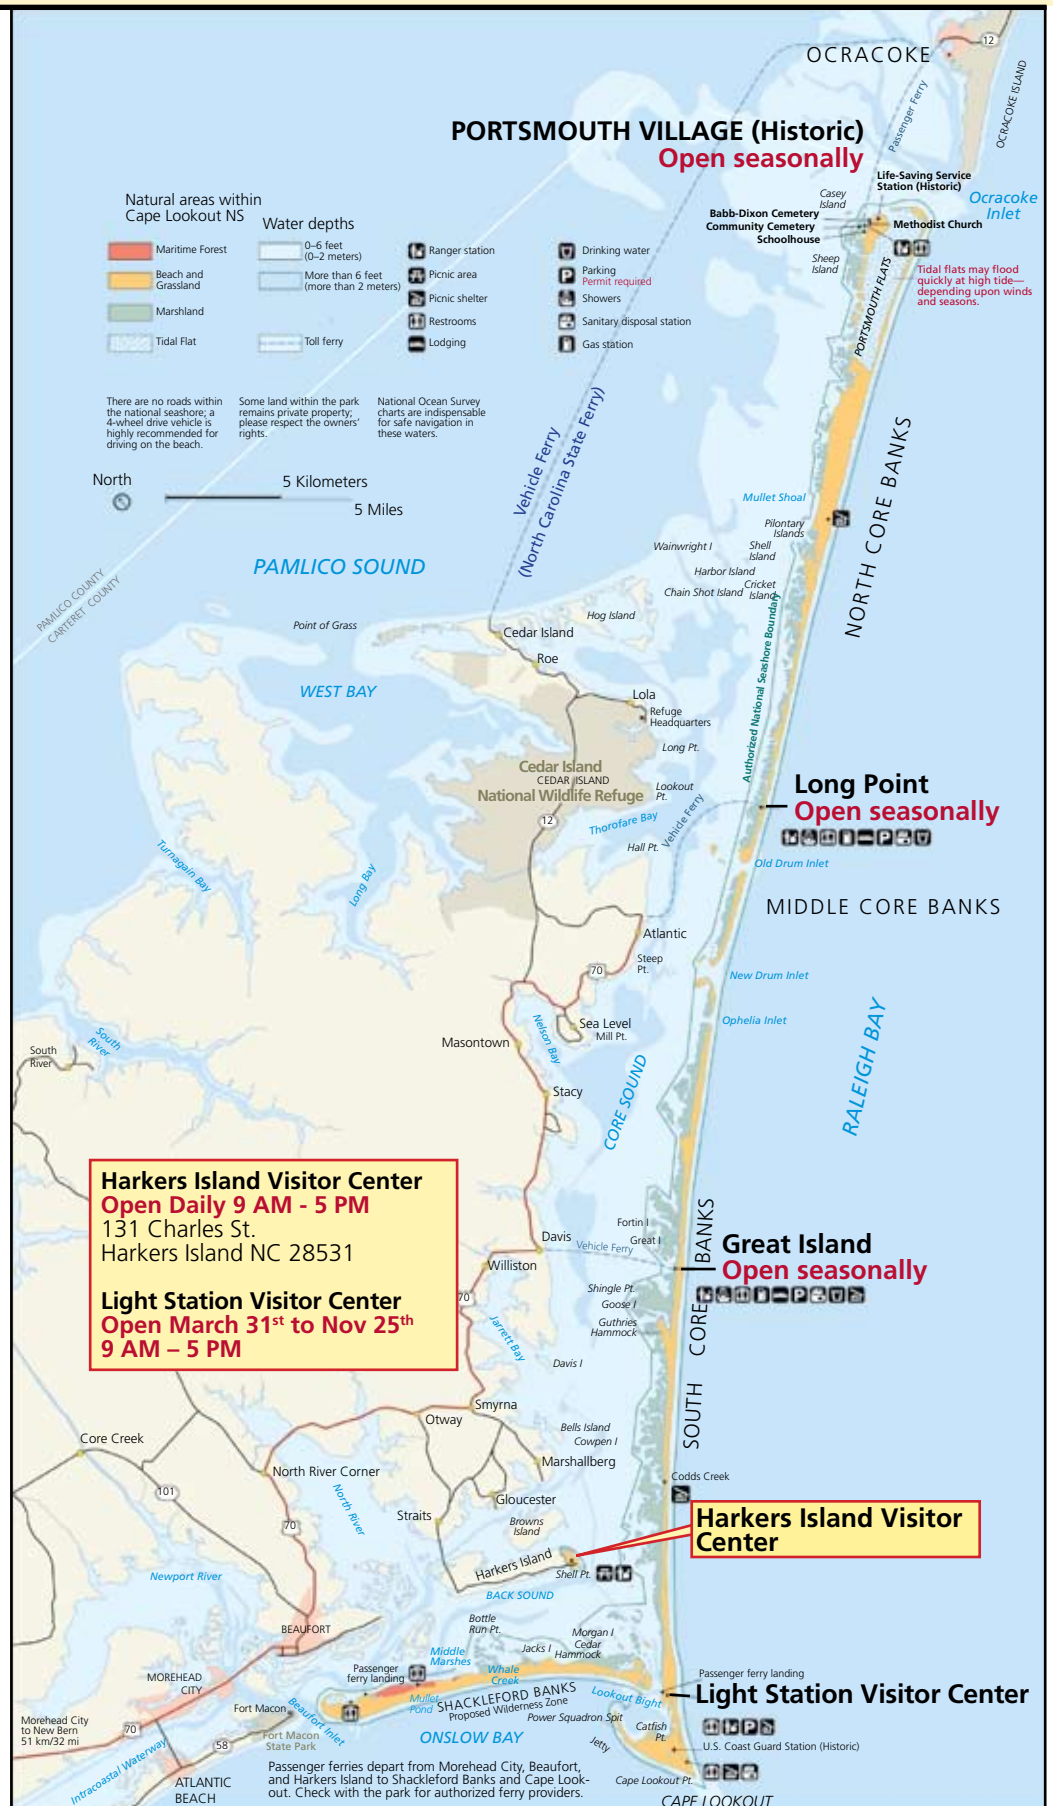 OCRACOKE
12
OCRACOKE ISLAND
Passenger Ferry
PORTSMOUTH VILLAGE (Historic)
Open seasonally
Life-Saving Service
Station (Historic)
Ocracoke
Inlet
Casey
Island
Babb-Dixon Cemetery
Community Cemetery
Schoolhouse
Methodist Church
Sheep
Island
Tidal flats may flood
quickly at high tide—
depending upon winds
and seasons.
PORTSMOUTH FLATS
Natural areas within
Cape Lookout NS
Maritime Forest
Beach and
Grassland
Marshland
Tidal Flat
Water depths
0–6 feet
(0–2 meters)
More than 6 feet
(more than 2 meters)
Toll ferry
Ranger station
Picnic area
Picnic shelter
Restrooms
Lodging
Drinking water
Parking
Permit required
Showers
Sanitary disposal station
Gas station
There are no roads within
the national seashore; a
4-wheel drive vehicle is
highly recommended for
driving on the beach.
Some land within the park
remains private property;
please respect the owners’
rights.
National Ocean Survey
charts are indispensable
for safe navigation in
these waters.
North
5 Kilometers
5 Miles
Vehicle Ferry
(North Carolina State Ferry)
NORTH CORE BANKS
Mullet Shoal
Pilontary
Islands
Wainwright I
Shell
Island
Harbor Island
Chain Shot Island
Cricket
Island
PAMLICO SOUND
PAMLICO COUNTY
CARTERET COUNTY
Point of Grass
Hog Island
Cedar Island
Roe
WEST BAY
Lola
Refuge
Headquarters
Authorized National Seashore Boundary
Long Pt.
Cedar Island
CEDAR ISLAND
National Wildlife Refuge
Lookout
Pt.
12
Thorofare Bay
Vehicle Ferry
Hall Pt.
Long Point
Open seasonally
Old Drum Inlet
Turnagain Bay
Long Bay
MIDDLE CORE BANKS
Atlantic
Steep
Pt.
70
New Drum Inlet
Ophelia Inlet
Sea Level
Mill Pt.
Nelson Bay
Masontown
South
River
South
River
RALEIGH BAY
Stacy
CORE SOUND
Harkers Island Visitor Center
Open Daily 9 AM - 5 PM
131 Charles St.
Harkers Island NC 28531
Light Station Visitor Center
Open March 31st to Nov 25th
9 AM – 5 PM
Fortin I
Davis
Great I
Vehicle Ferry
Williston
Great Island
Open seasonally
70
Shingle Pt.
Goose I
Guthries
Hammock
Jarrett Bay
Davis I
SOUTH CORE BANKS
Smyrna
Otway
Bells Island
Cowpen I
Core Creek
Marshallberg
North River Corner
Codds Creek
101
North River
Gloucester
Straits
Browns
Island
70
Harkers Island Visitor
Center
Harkers Island
Shell Pt.
Newport River
BACK SOUND
BEAUFORT
Bottle
Run Pt.
Morgan I
Cedar
Hammock
Jacks I
Middle
Marshes
MOREHEAD
CITY
Passenger
ferry landing
Whale
Creek
Passenger ferry landing
Light Station Visitor Center
Mullet
Pond
SHACKLEFORD BANKS
Proposed Wilderness Zone
Lookout Bight
Fort Macon
Beaufort Inlet
Power Squadron Spit
Catfish
Pt.
Morehead City
to New Bern
51 km/32 mi
70
58
Fort Macon
State Park
ONSLOW BAY
Jetty
U.S. Coast Guard Station (Historic)
Intracoastal Waterway
Passenger ferries depart from Morehead City, Beaufort,
and Harkers Island to Shackleford Banks and Cape Look-
out. Check with the park for authorized ferry providers.
ATLANTIC
BEACH
Cape Lookout Pt.
CAPE LOOKOUT